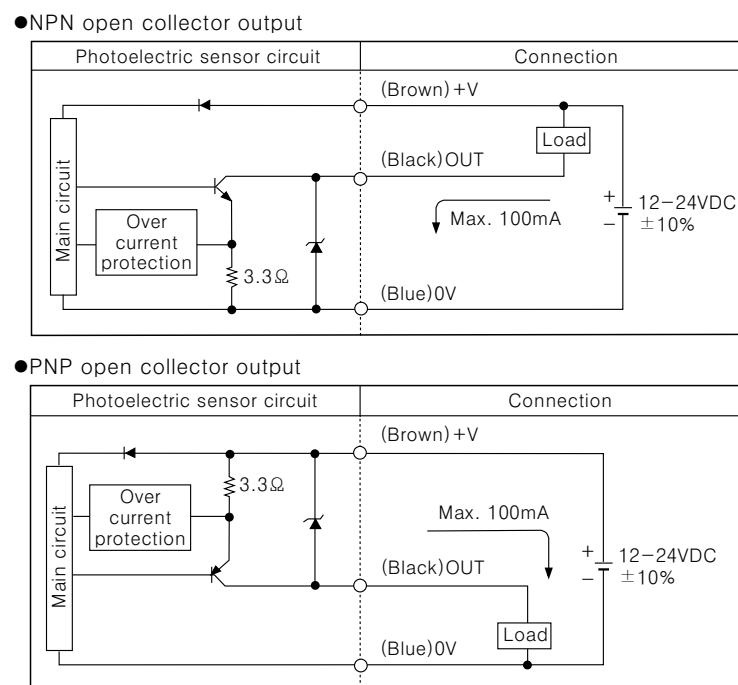 ●NPN open collector output
Photoelectric sensor circuit
Connection
(Brown)+V
Load
(Black)OUT
Main circuit
Over
current
protection
Max. 100mA
+
−
12−24VDC
±10%
3.3Ω
(Blue)0V
●PNP open collector output
Photoelectric sensor circuit
Connection
(Brown)+V
3.3Ω
Main circuit
Over
current
protection
Max. 100mA
+
−
12−24VDC
±10%
(Black)OUT
Load
(Blue)0V